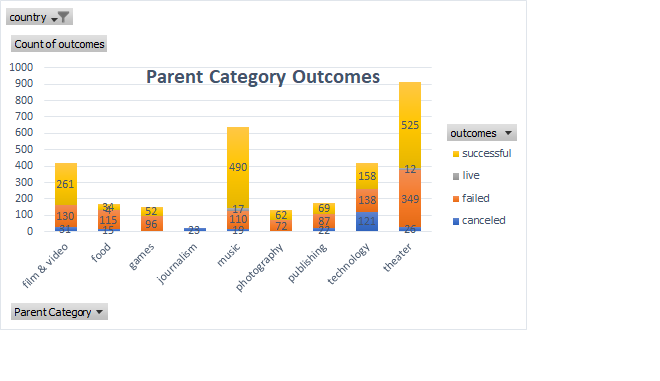 country
Count of outcomes
Parent Category Outcomes
1000
900
800
700
600
500
400
300
200
100
0
261
130
31
34
4
115
15
52
96
23
490
17
110
19
62
72
69
87
22
158
138
121
525
12
349
26
film & video
food
games
journalism
music
photography
publishing
technology
theater
outcomes
successful
live
failed
canceled
Parent Category